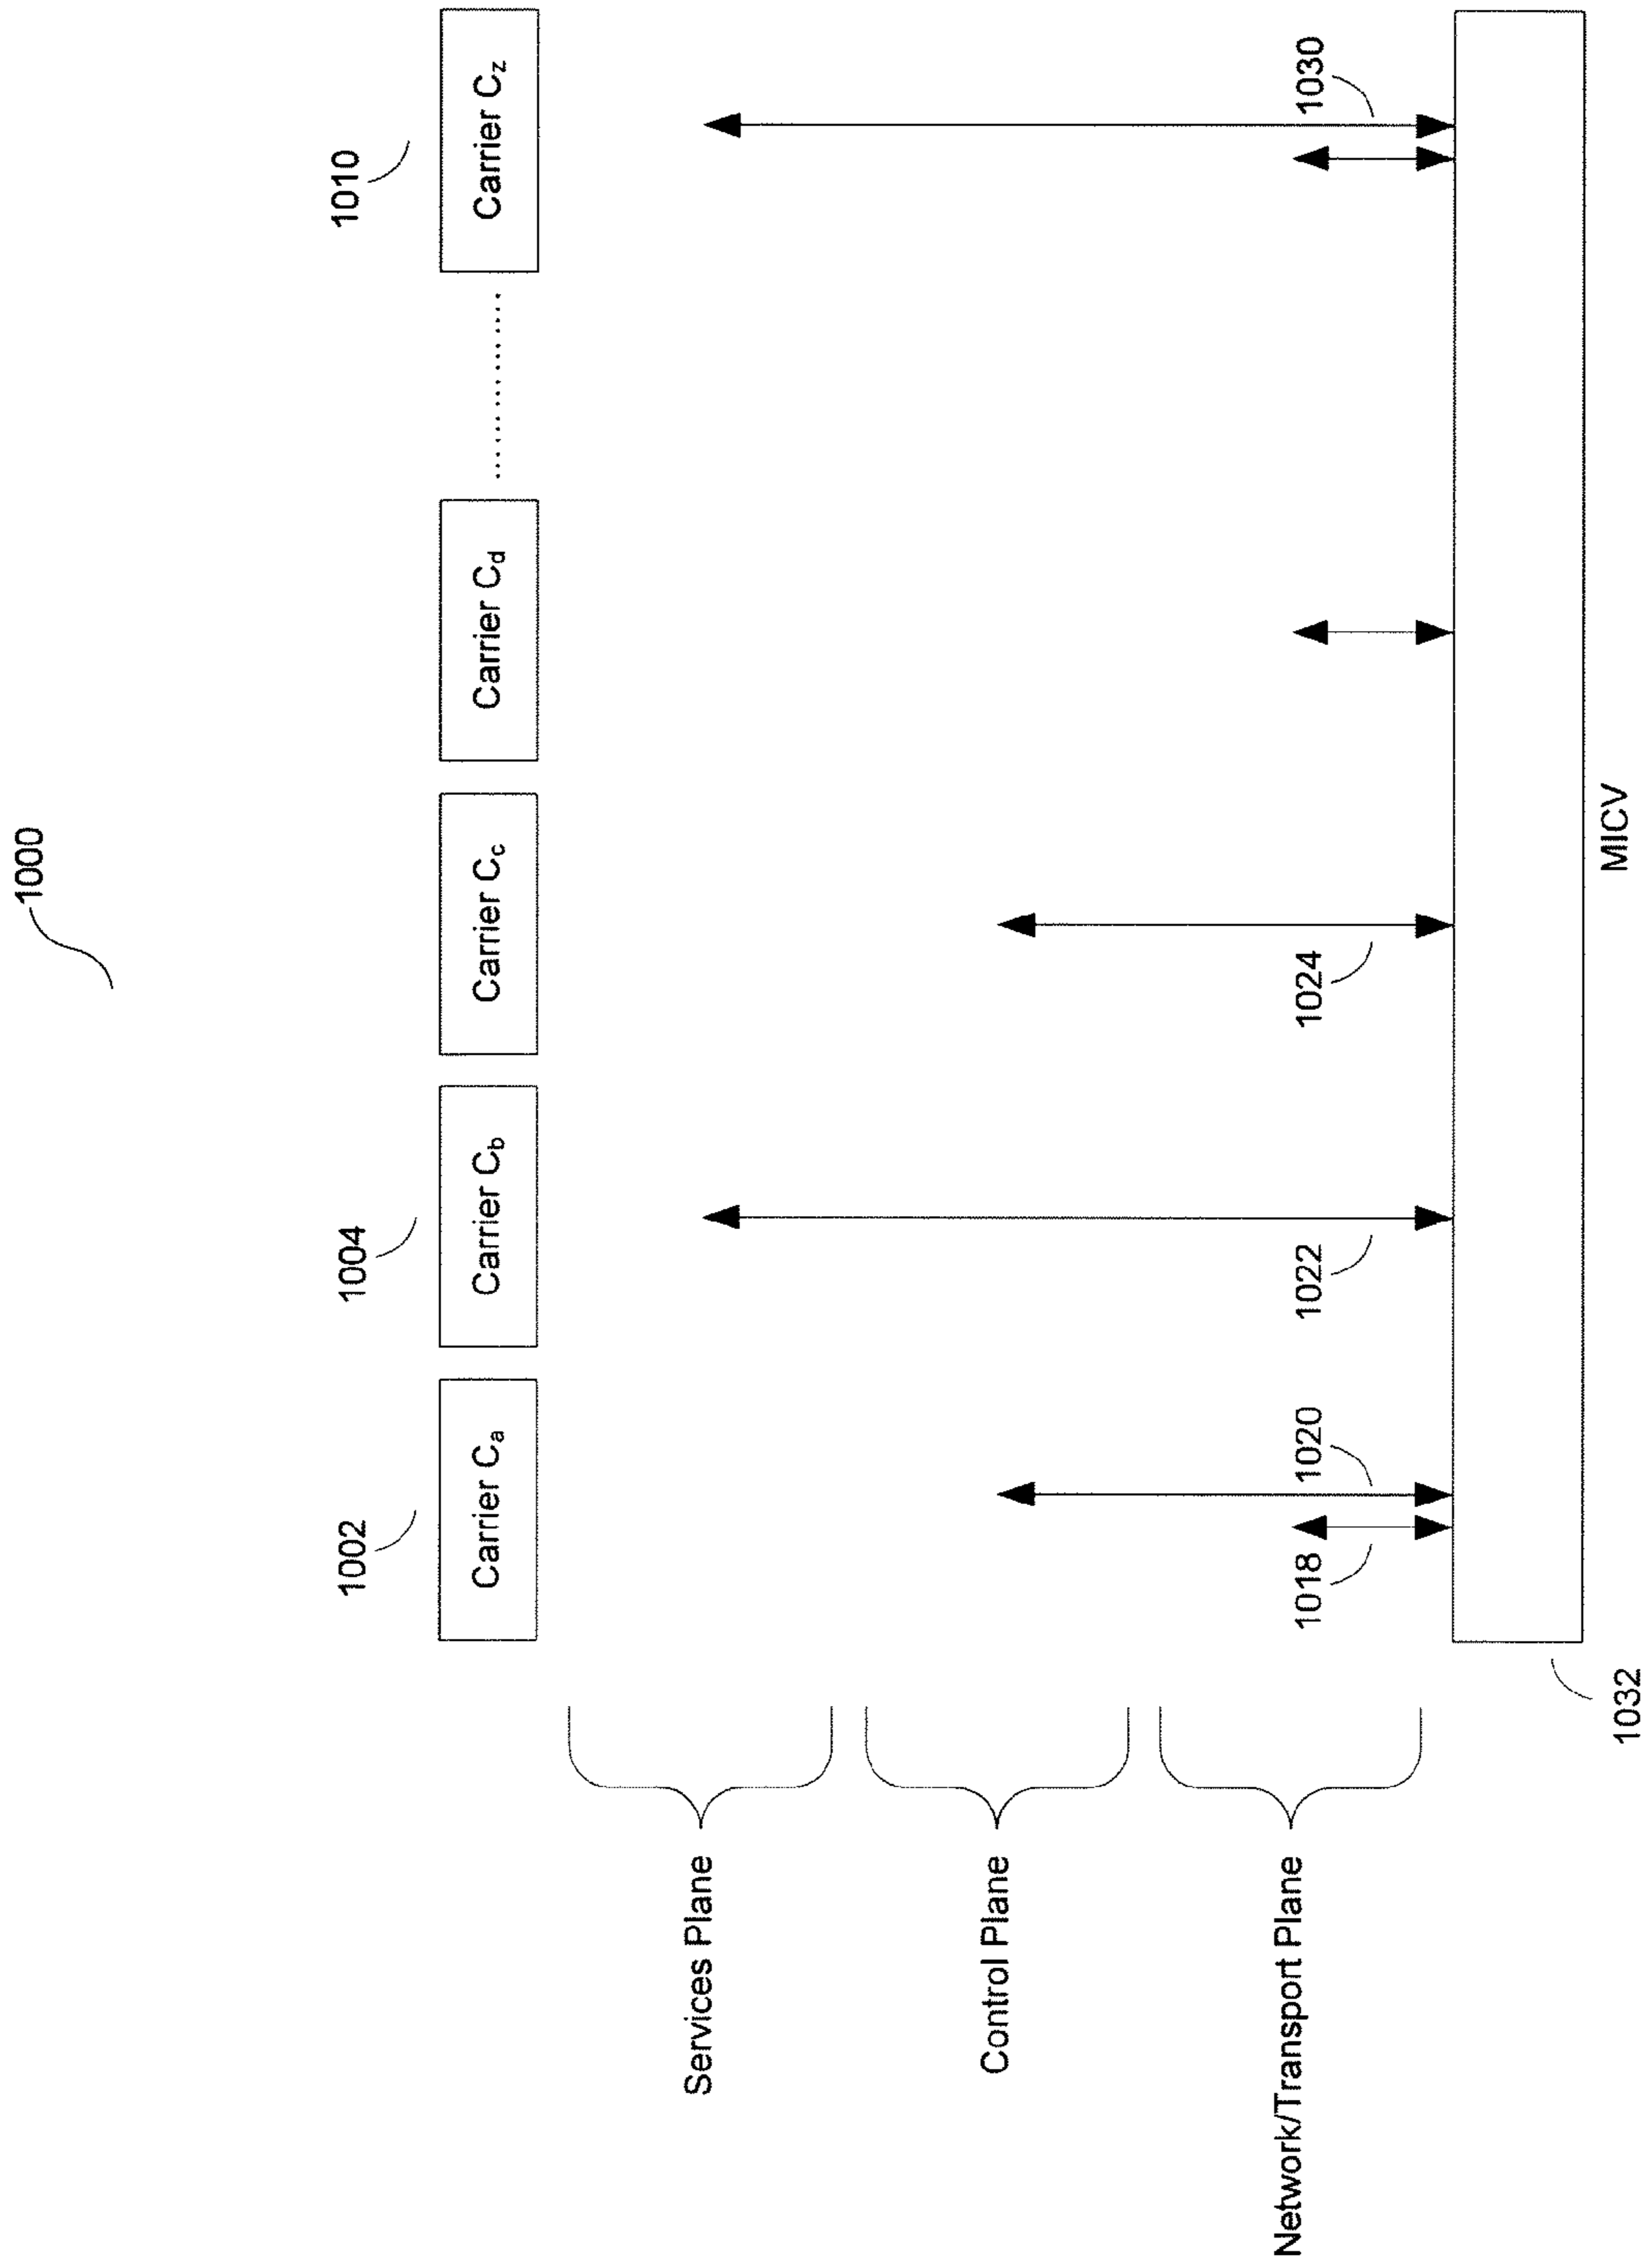 1000
1002
1004
1010
Carrier Ca
Carrier Cb
Carrier Cc
Carrier Cd
............
Carrier Cz
Services Plane
Control Plane
Network/Transport Plane
1018
1020
1022
1024
1030
1032
MICV